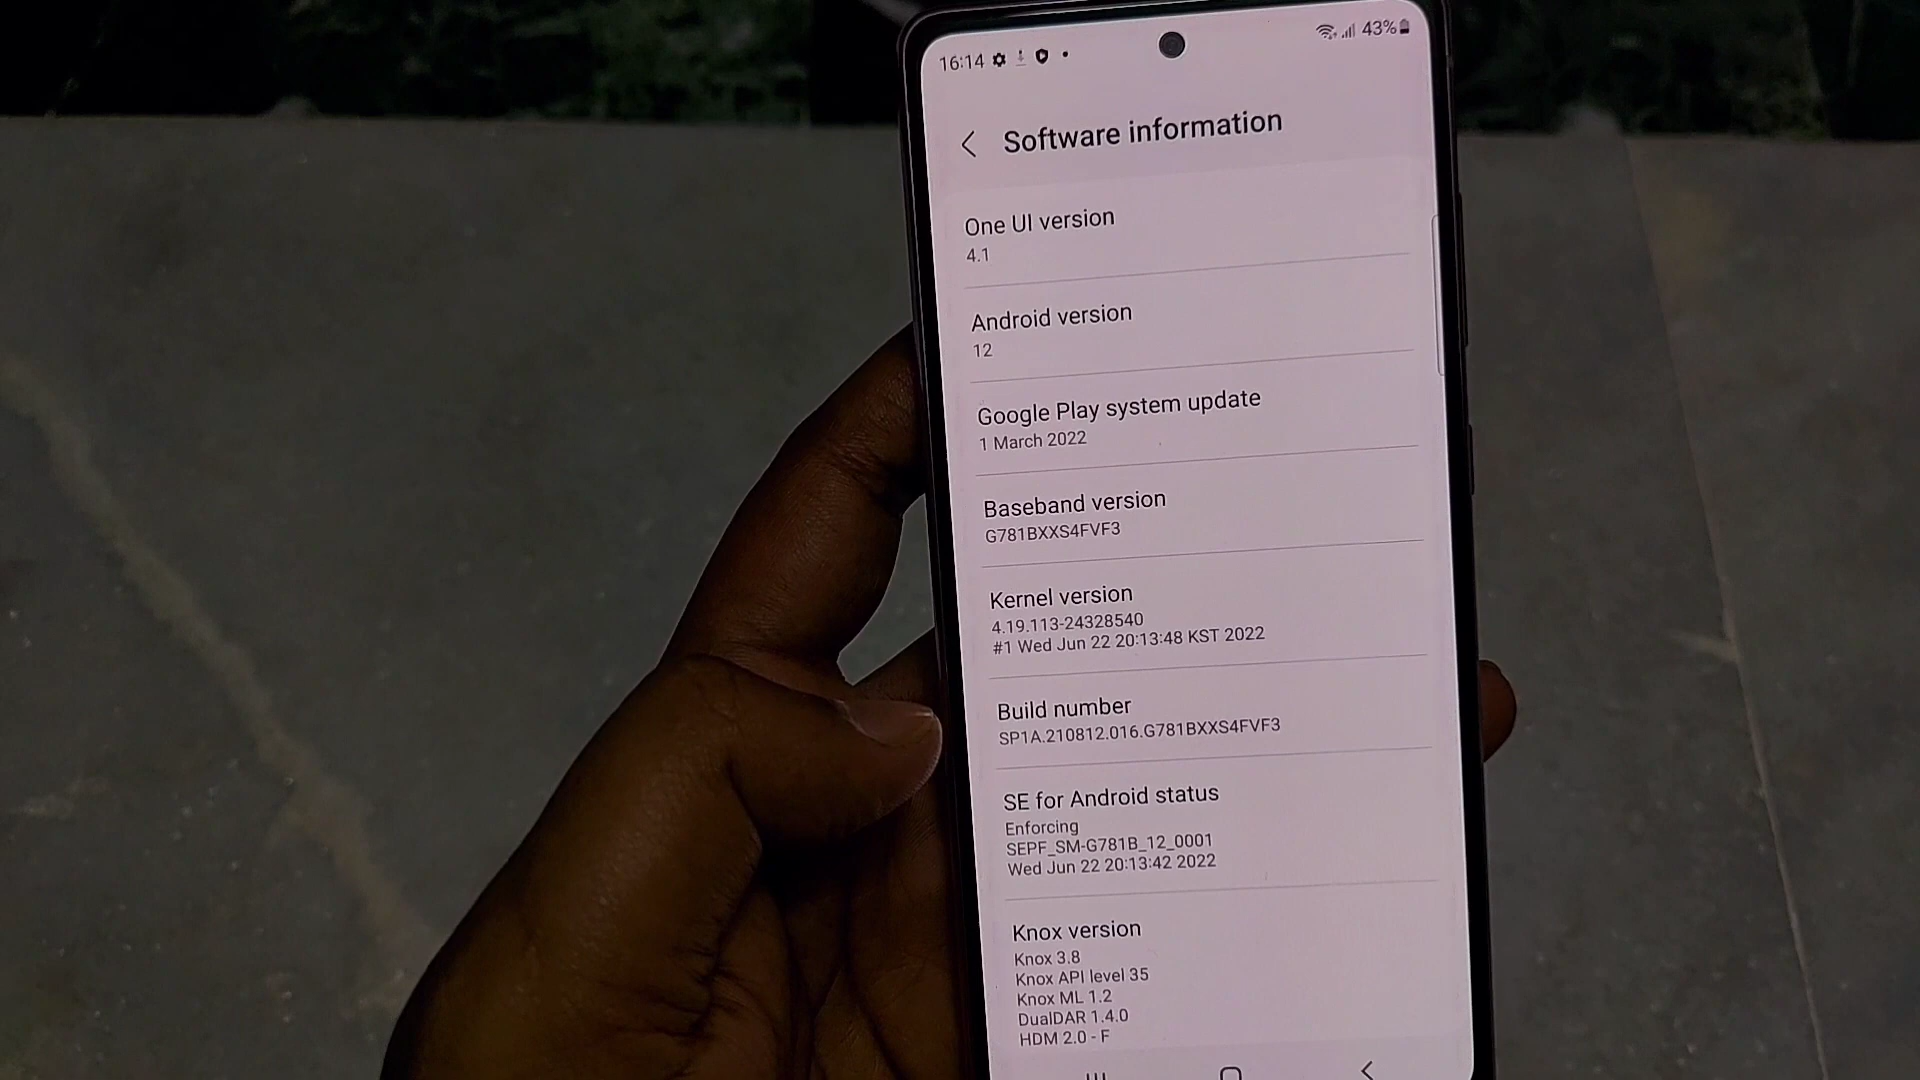 16:14
43%
Software information
One UI version
4.1
Android version
12
Google Play system update
1 March 2022
Baseband version
G781BXXS4FVF3
Kernel version
4.19.113-24328540
#1 Wed Jun 22 20:13:48 KST 2022
Build number
SP1A.210812.016.G781BXXS4FVF3
SE for Android status
Enforcing
SEPF_SM-G781B_12_0001
Wed Jun 22 20:13:42 2022
Knox version
Knox 3.8
Knox API level 35
Knox ML 1.2
DualDAR 1.4.0
HDM 2.0 - F